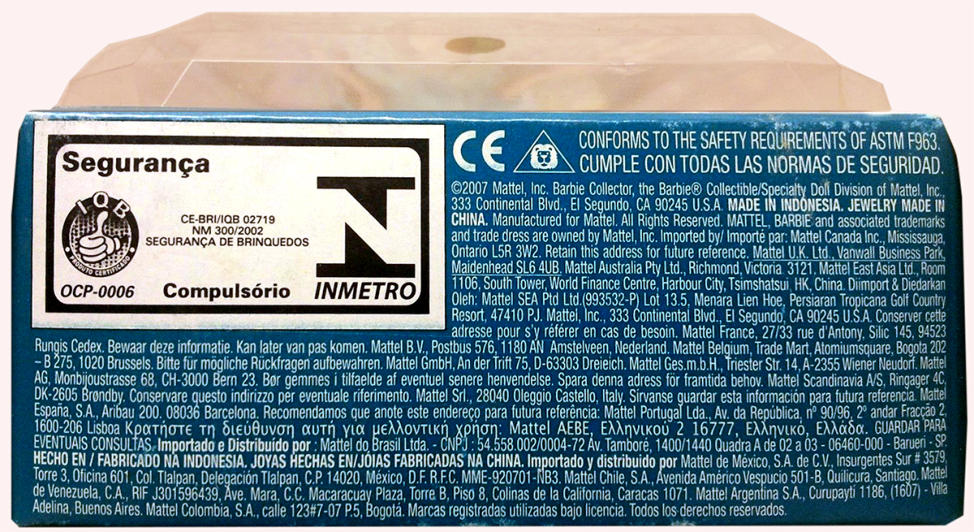 Segurança
IQB
PRODUTO CERTIFICADO
CE-BRI/IQB 02719
NM 300/2002
SEGURANÇA DE BRINQUEDOS
OCP-0006 Compulsório INMETRO
CE CONFORMS TO THE SAFETY REQUIREMENTS OF ASTM F963.
CUMPLE CON TODAS LAS NORMAS DE SEGURIDAD.
©2007 Mattel, Inc. Barbie Collector, the Barbie® Collectible/Specialty Doll Division of Mattel, Inc.,
333 Continental Blvd., El Segundo, CA 90245 U.S.A. MADE IN INDONESIA. JEWELRY MADE IN
CHINA. Manufactured for Mattel. All Rights Reserved. MATTEL, BARBIE and associated trademarks
and trade dress are owned by Mattel, Inc. Imported by/ Importé par: Mattel Canada Inc., Mississauga,
Ontario L5R 3W2. Retain this address for future reference. Mattel U.K. Ltd., Vanwall Business Park,
Maidenhead SL6 4UB. Mattel Australia Pty Ltd., Richmond, Victoria 3121. Mattel East Asia Ltd., Room
1106, South Tower, World Finance Centre, Harbour City, Tsimshatsui, HK, China. Diimport & Diedarkan
Oleh: Mattel SEA Ptd Ltd.(993532-P) Lot 13.5, Menara Lien Hoe, Persiaran Tropicana Golf Country
Resort, 47410 PJ. Mattel, Inc., 333 Continental Blvd., El Segundo, CA 90245 U.S.A. Conserver cette
adresse pour s'y référer en cas de besoin. Mattel France, 27/33 rue d'Antony, Silic 145, 94523
Rungis Cedex. Bewaar deze informatie. Kan later van pas komen. Mattel B.V., Postbus 576, 1180 AN Amstelveen, Nederland. Mattel Belgium, Trade Mart, Atomiumsquare, Bogota 202
– B 275, 1020 Brussels. Bitte für mögliche Rückfragen aufbewahren. Mattel GmbH, An der Trift 75, D-63303 Dreieich. Mattel Ges.m.b.H., Triester Str. 14, A-2355 Wiener Neudorf. Mattel
AG, Monbijoustrasse 68, CH-3000 Bern 23. Bør gemmes i tilfælde af eventuel senere henvendelse. Spara denna adress för framtida behov. Mattel Scandinavia A/S, Ringager 4C,
DK-2605 Brøndby. Conservare questo indirizzo per eventuale riferimento. Mattel Srl., 28040 Oleggio Castello, Italy. Sírvanse guardar esta información para futura referencia. Mattel
España, S.A., Aribau 200. 08036 Barcelona. Recomendamos que anote este endereço para futura referência: Mattel Portugal Lda., Av. da República, nº 90/96, 2º andar Fracção 2,
1600-206 Lisboa Κρατήστε τη διεύθυνση αυτή για μελλοντική χρήση: Mattel AEBE, Ελληνικού 2 16777, Ελληνικό, Ελλάδα. GUARDAR PARA
EVENTUAIS CONSULTAS. Importado e Distribuído por : Mattel do Brasil Ltda. - CNPJ : 54.558.002/0004-72 Av. Tamboré, 1400/1440 Quadra A de 02 a 03 - 06460-000 - Barueri - SP.
HECHO EN / FABRICADO NA INDONESIA. JOYAS HECHAS EN/JÓIAS FABRICADAS NA CHINA. Importado y distribuido por Mattel de México, S.A. de C.V., Insurgentes Sur # 3579,
Torre 3, Oficina 601, Col. Tlalpan, Delegación Tlalpan, C.P. 14020, México, D.F. R.F.C. MME-920701-NB3. Mattel Chile, S.A., Avenida Américo Vespucio 501-B, Quilicura, Santiago. Mattel
de Venezuela, C.A., RIF J301596439, Ave. Mara, C.C. Macaracuay Plaza, Torre B, Piso 8, Colinas de la California, Caracas 1071. Mattel Argentina S.A., Curupaytí 1186, (1607) - Villa
Adelina, Buenos Aires. Mattel Colombia, S.A., calle 123#7-07 P.5, Bogotá. Marcas registradas utilizadas bajo licencia. Todos los derechos reservados.